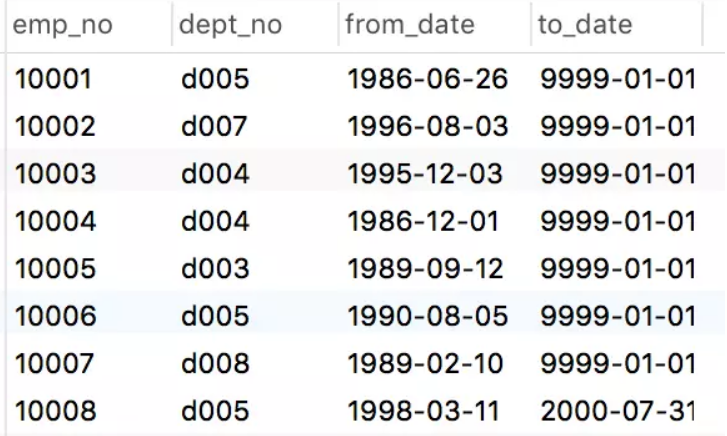 emp_no dept_no from_date to_date
10001 d005 1986-06-26 9999-01-01
10002 d007 1996-08-03 9999-01-01
10003 d004 1995-12-03 9999-01-01
10004 d004 1986-12-01 9999-01-01
10005 d003 1989-09-12 9999-01-01
10006 d005 1990-08-05 9999-01-01
10007 d008 1989-02-10 9999-01-01
10008 d005 1998-03-11 2000-07-31